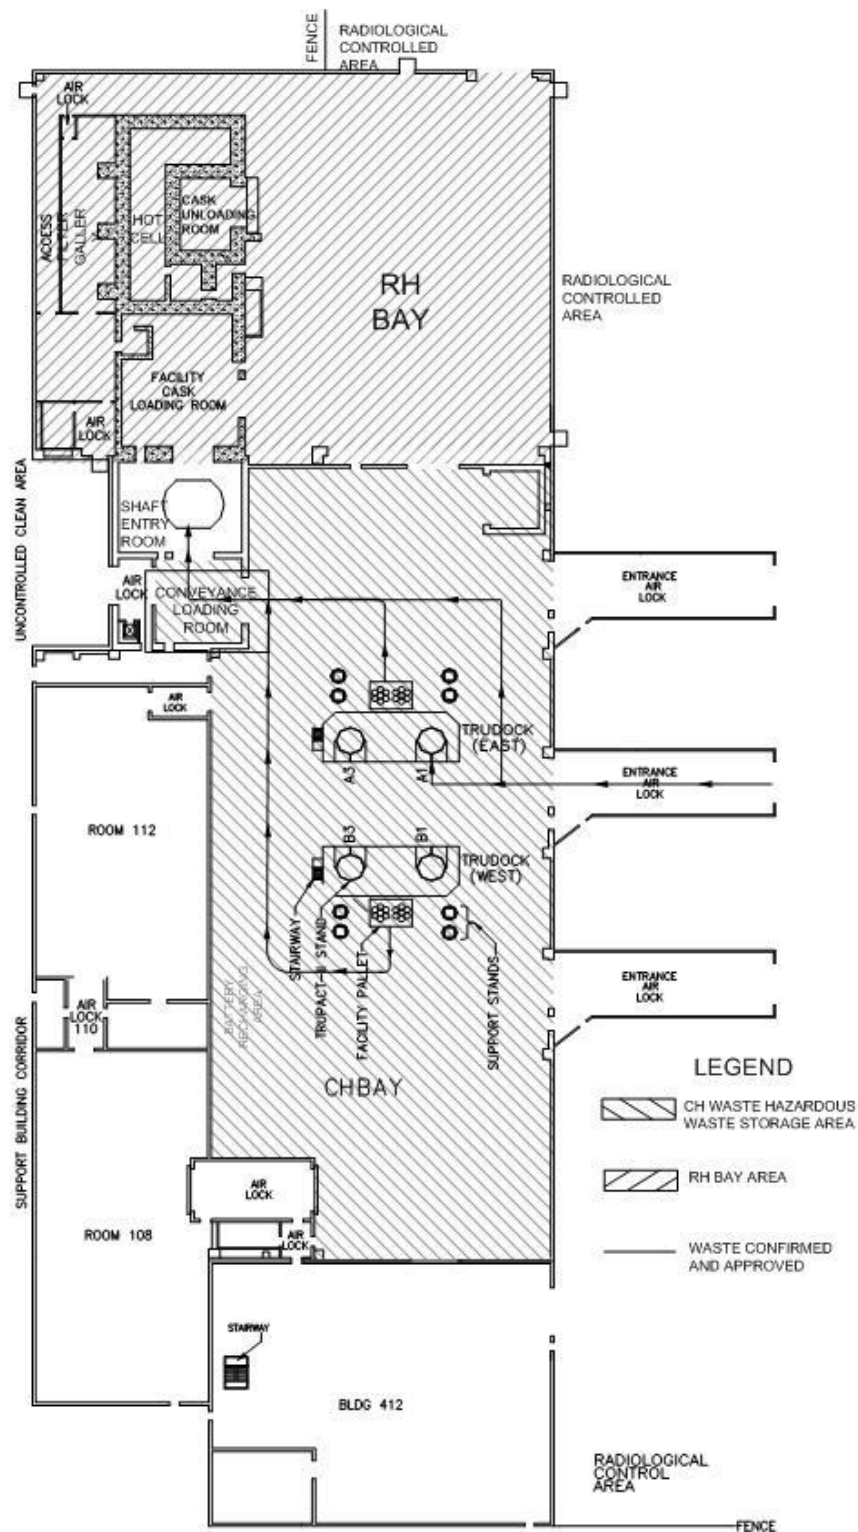 FENCE
RADIOLOGICAL
CONTROLLED
AREA
AIR
LOCK
CASK
UNLOADING
ROOM
HOT
CELL
ACCESS
FILTER
GALLER
Y
RH
BAY
RADIOLOGICAL
CONTROLLED
AREA
FACILITY
CASK
LOADING ROOM
AIR
LOCK
UNCONTROLLED CLEAN AREA
SHAFT
ENTRY
ROOM
AIR
LOCK
CONVEYANCE
LOADING
ROOM
ENTRANCE
AIR
LOCK
AIR
LOCK
TRUDOCK
(EAST)
A3
A1
ENTRANCE
AIR
LOCK
ROOM 112
B3
B1
TRUDOCK
(WEST)
STAIRWAY
TRUPACT-II STAND
FACILITY PALLET
SUPPORT STANDS
BATTERY
RECHARGING
AREA
ENTRANCE
AIR
LOCK
AIR
LOCK
110
SUPPORT BUILDING CORRIDOR
CHBAY
LEGEND
CH WASTE HAZARDOUS
WASTE STORAGE AREA
RH BAY AREA
WASTE CONFIRMED
AND APPROVED
AIR
LOCK
ROOM 108
AIR
LOCK
STAIRWAY
BLDG 412
RADIOLOGICAL
CONTROL
AREA
FENCE